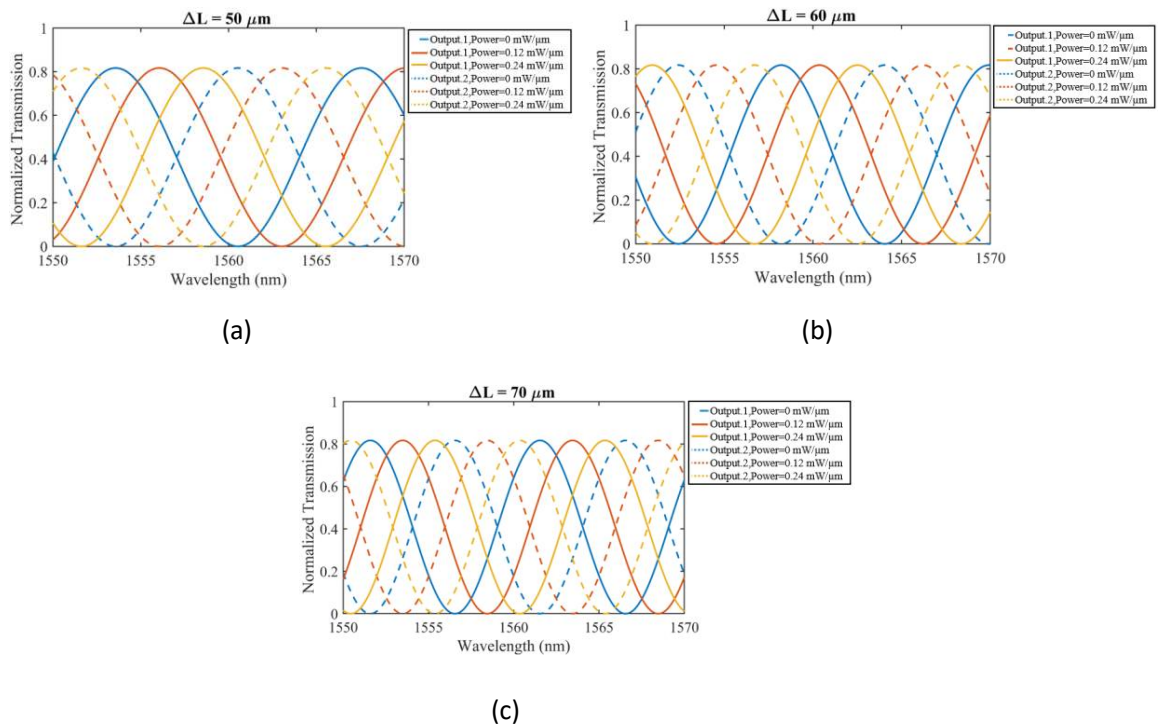 ΔL = 50 μm
1
0.8
0.6
0.4
0.2
0
Normalized Transmission
1550
1555
1560
1565
1570
Wavelength (nm)
Output.1,Power=0 mW/μm
Output.1,Power=0.12 mW/μm
Output.1,Power=0.24 mW/μm
Output.2,Power=0 mW/μm
Output.2,Power=0.12 mW/μm
Output.2,Power=0.24 mW/μm
(a)
ΔL = 60 μm
1
0.8
0.6
0.4
0.2
0
Normalized Transmission
1550
1555
1560
1565
1570
Wavelength (nm)
Output.1,Power=0 mW/μm
Output.1,Power=0.12 mW/μm
Output.1,Power=0.24 mW/μm
Output.2,Power=0 mW/μm
Output.2,Power=0.12 mW/μm
Output.2,Power=0.24 mW/μm
(b)
ΔL = 70 μm
1
0.8
0.6
0.4
0.2
0
Normalized Transmission
1550
1555
1560
1565
1570
Wavelength (nm)
Output.1,Power=0 mW/μm
Output.1,Power=0.12 mW/μm
Output.1,Power=0.24 mW/μm
Output.2,Power=0 mW/μm
Output.2,Power=0.12 mW/μm
Output.2,Power=0.24 mW/μm
(c)